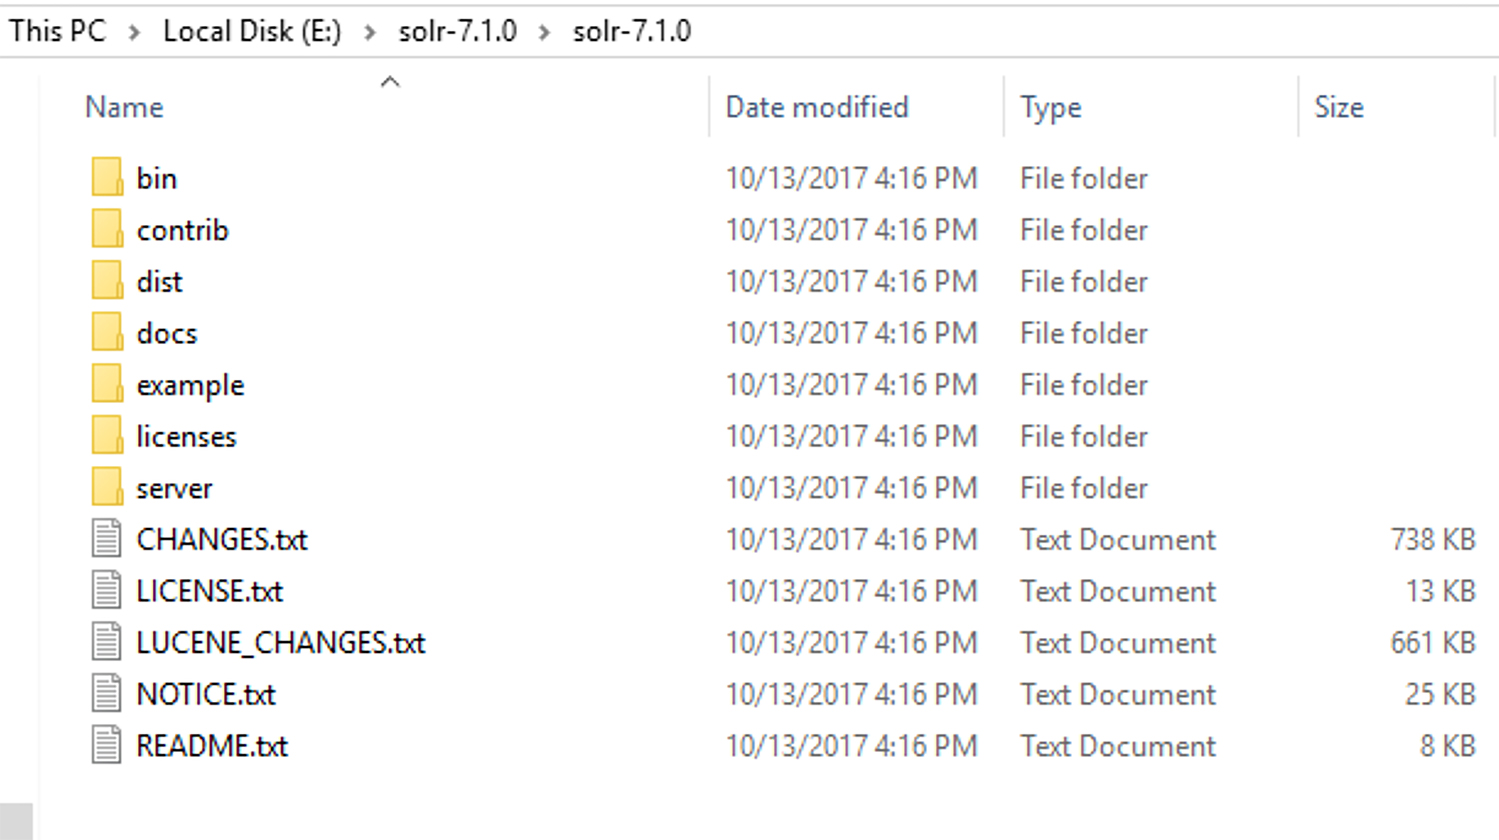 This PC > Local Disk (E:) > solr-7.1.0 > solr-7.1.0
Name Date modified Type Size
bin 10/13/2017 4:16 PM File folder
contrib 10/13/2017 4:16 PM File folder
dist 10/13/2017 4:16 PM File folder
docs 10/13/2017 4:16 PM File folder
example 10/13/2017 4:16 PM File folder
licenses 10/13/2017 4:16 PM File folder
server 10/13/2017 4:16 PM File folder
CHANGES.txt 10/13/2017 4:16 PM Text Document 738 KB
LICENSE.txt 10/13/2017 4:16 PM Text Document 13 KB
LUCENE_CHANGES.txt 10/13/2017 4:16 PM Text Document 661 KB
NOTICE.txt 10/13/2017 4:16 PM Text Document 25 KB
README.txt 10/13/2017 4:16 PM Text Document 8 KB